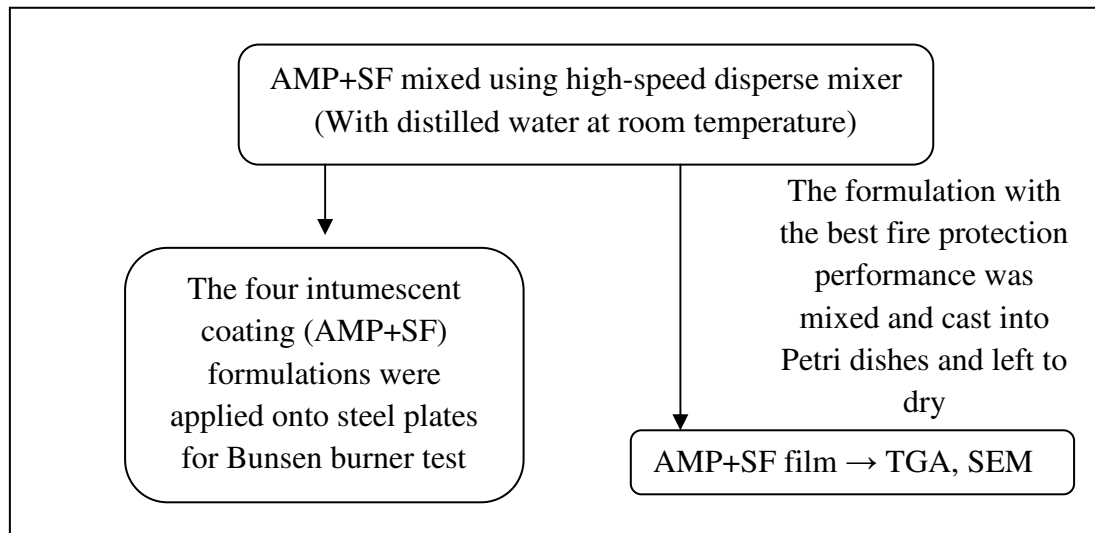 AMP+SF mixed using high-speed disperse mixer
(With distilled water at room temperature)
The four intumescent
coating (AMP+SF)
formulations were
applied onto steel plates
for Bunsen burner test
The formulation with
the best fire protection
performance was
mixed and cast into
Petri dishes and left to
dry
AMP+SF film → TGA, SEM